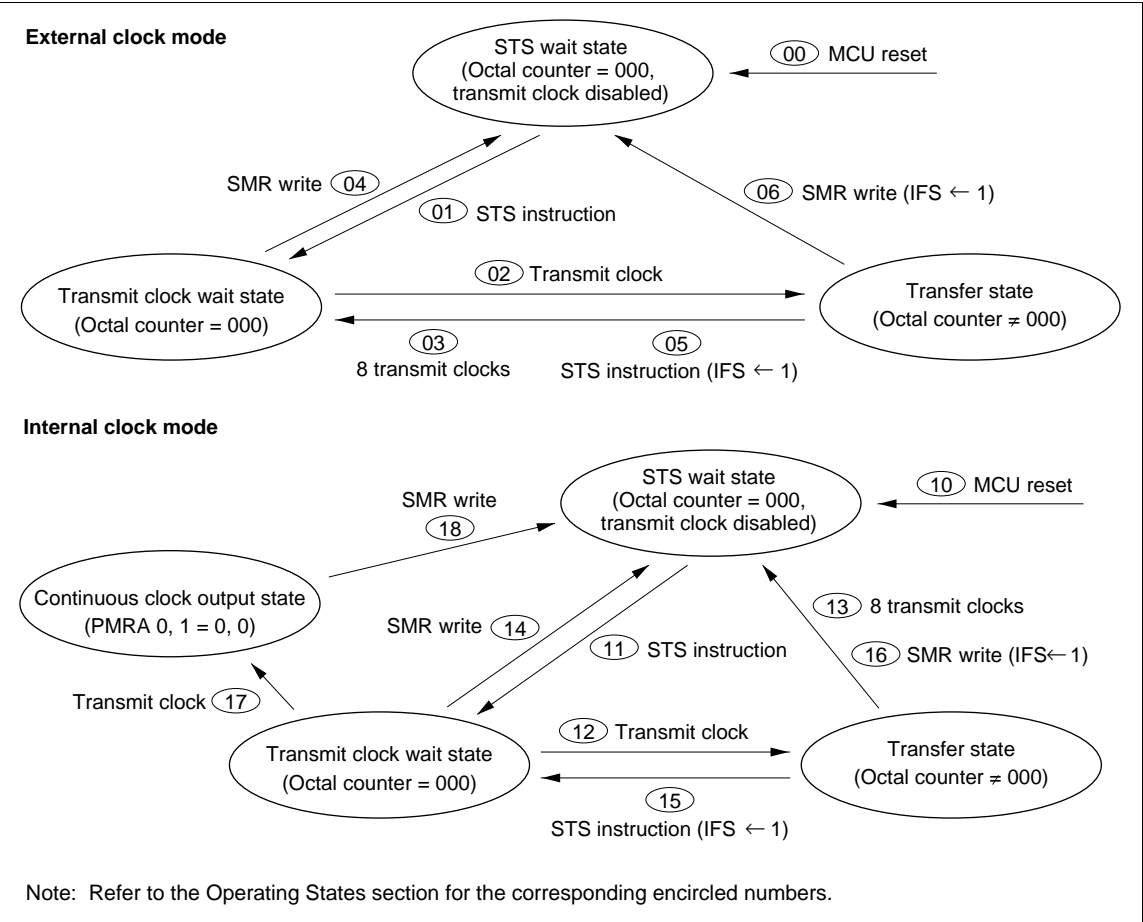 External clock mode
STS wait state
(Octal counter = 000,
transmit clock disabled)
00 MCU reset
SMR write 04
01 STS instruction
06 SMR write (IFS ← 1)
Transmit clock wait state
(Octal counter = 000)
02 Transmit clock
Transfer state
(Octal counter ≠ 000)
03
8 transmit clocks
05
STS instruction (IFS ← 1)
Internal clock mode
STS wait state
(Octal counter = 000,
transmit clock disabled)
10 MCU reset
SMR write
18
Continuous clock output state
(PMRA 0, 1 = 0, 0)
SMR write 14
11 STS instruction
13 8 transmit clocks
16 SMR write (IFS← 1)
Transmit clock 17
Transmit clock wait state
(Octal counter = 000)
12 Transmit clock
Transfer state
(Octal counter ≠ 000)
15
STS instruction (IFS ← 1)
Note: Refer to the Operating States section for the corresponding encircled numbers.